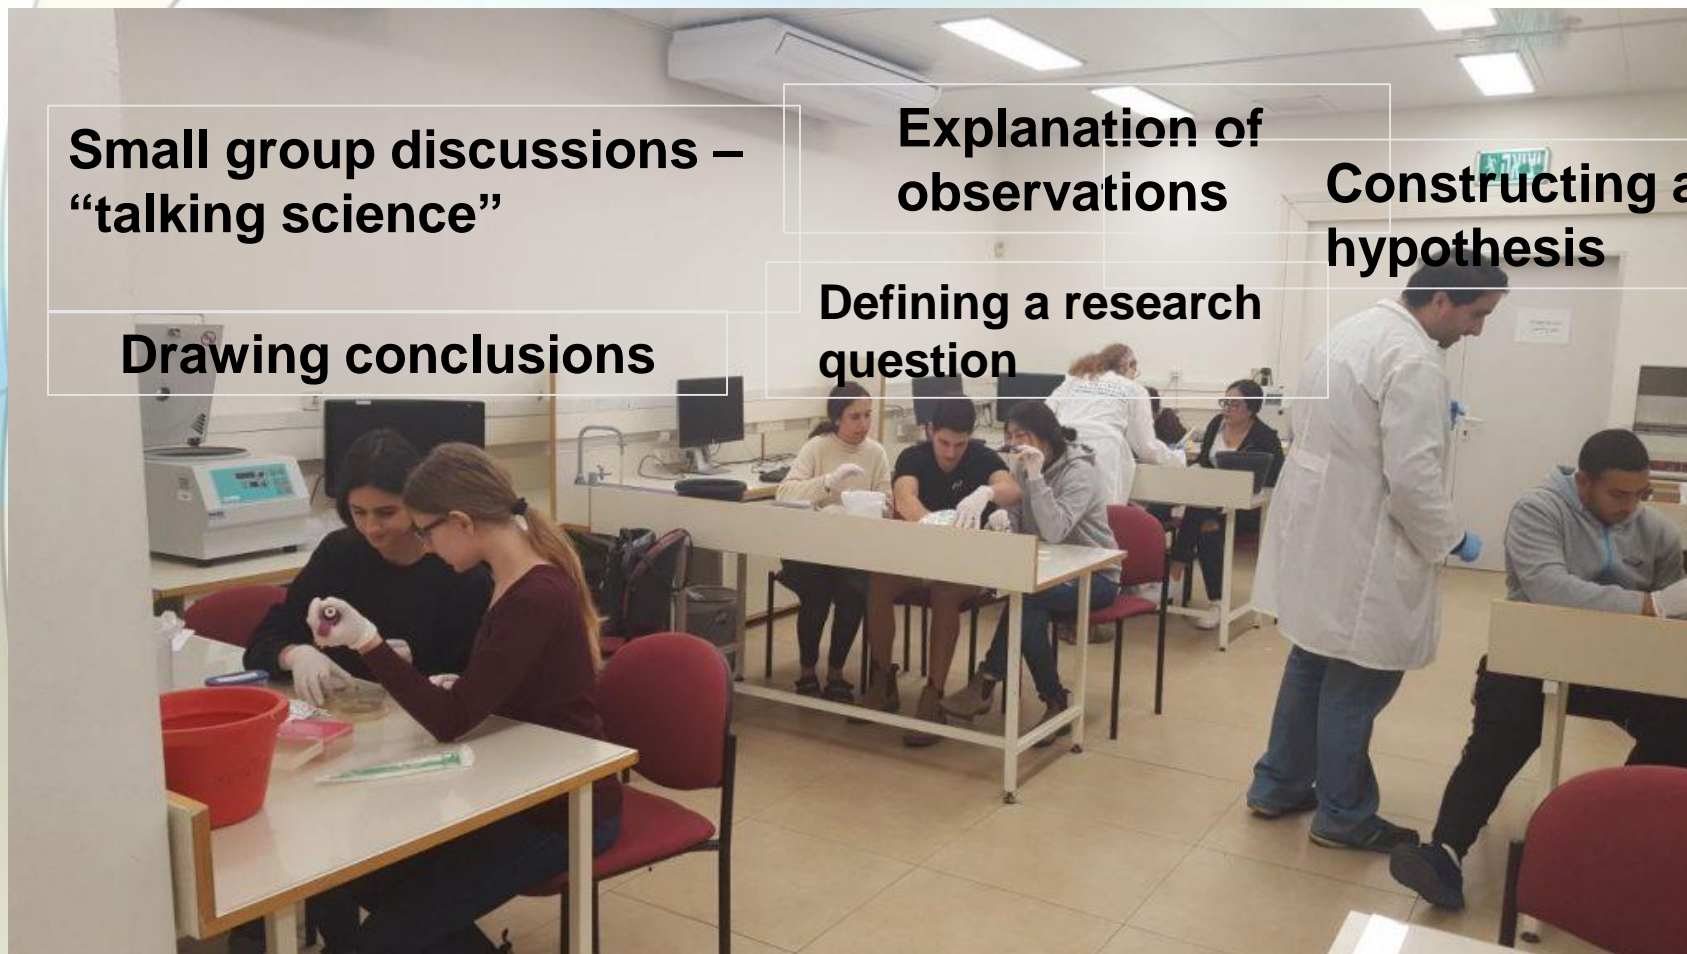 Small group discussions –
“talking science”
Explanation of
observations
Constructing a
hypothesis
Drawing conclusions
Defining a research
question